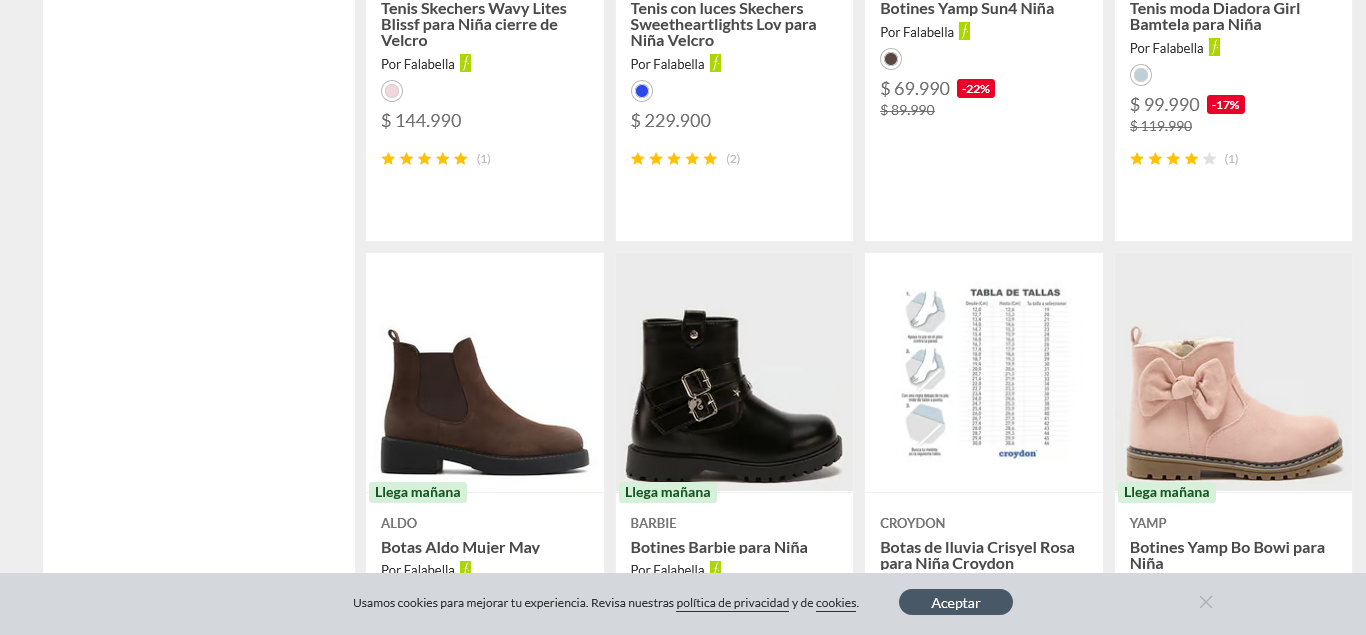 Tenis Skechers Wavy Lites
Blissf para Niña cierre de
Velcro
Por Falabella
$ 144.990
(1)
Tenis con luces Skechers
Sweetheartlights Lov para
Niña Velcro
Por Falabella
$ 229.900
(2)
Botines Yamp Sun4 Niña
Por Falabella
$ 69.990 -22%
$ 89.990
Tenis moda Diadora Girl
Bamtela para Niña
Por Falabella
$ 99.990 -17%
$ 119.990
(1)
Llega mañana
ALDO
Botas Aldo Mujer May
Por Falabella
Llega mañana
BARBIE
Botines Barbie para Niña
Por Falabella
TABLA DE TALLAS
croydon
CROYDON
Botas de lluvia Crisyel Rosa
para Niña Croydon
Llega mañana
YAMP
Botines Yamp Bo Bowi para
Niña
Usamos cookies para mejorar tu experiencia. Revisa nuestras política de privacidad y de cookies.
Aceptar